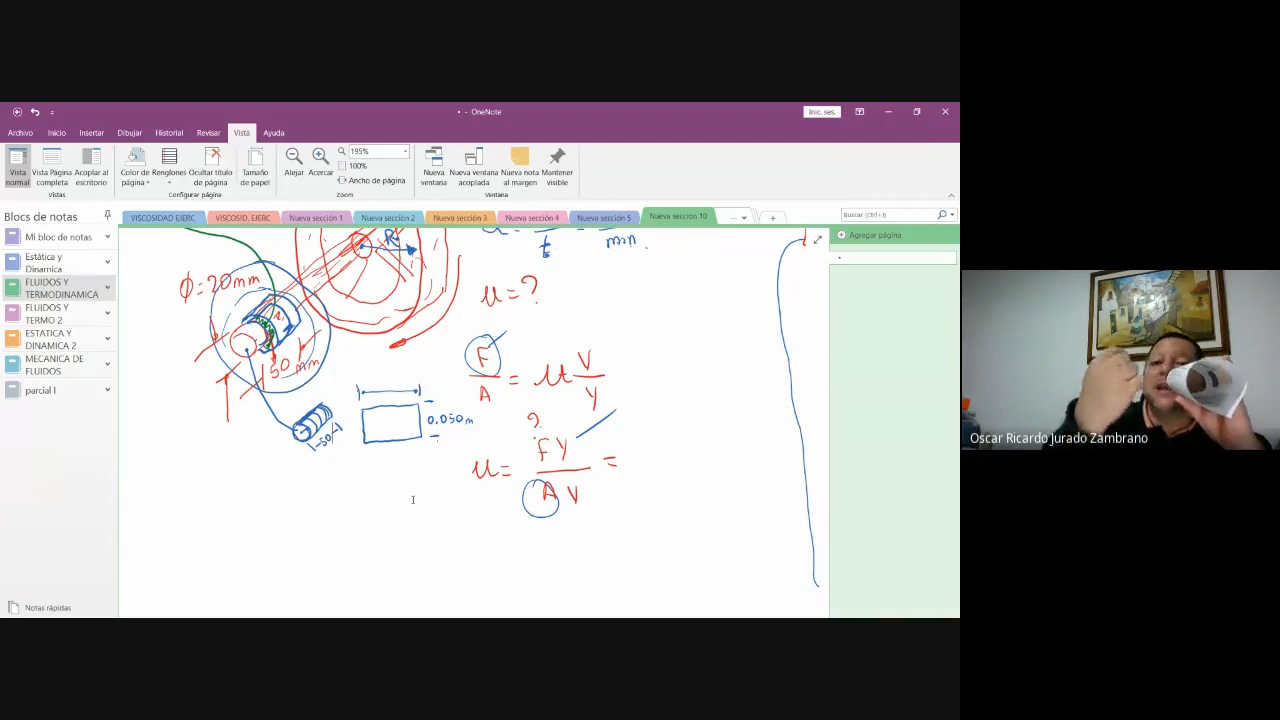 • - OneNote
Inic. ses.
Archivo Inicio Insertar Dibujar Historial Revisar Vista Ayuda
Vista normal
Vista Página completa
Acoplar al escritorio
Vistas
Color de página
Renglones
Ocultar título de página
Tamaño de papel
Configurar página
Alejar
Acercar
195%
100%
Ancho de página
Zoom
Nueva ventana
Nueva ventana acoplada
Nueva nota al margen
Mantener visible
Ventana
Blocs de notas
VISCOSIDAD EJERC
VISCOSID. EJERC
Nueva sección 1
Nueva sección 2
Nueva sección 3
Nueva sección 4
Nueva sección 5
Nueva sección 10
...
+
Buscar (Ctrl+J)
Agregar página
Mi bloc de notas
Estática y Dinamica
FLUIDOS Y TERMODINAMICA
FLUIDOS Y TERMO 2
ESTATICA Y DINAMICA 2
MECANICA DE FLUIDOS
parcial I
Notas rápidas
R
t
min.
ϕ=20mm
50 mm
μ=?
F/A = μ V/Y
0.050 m
50
?
μ= FY/AV =
Oscar Ricardo Jurado Zambrano